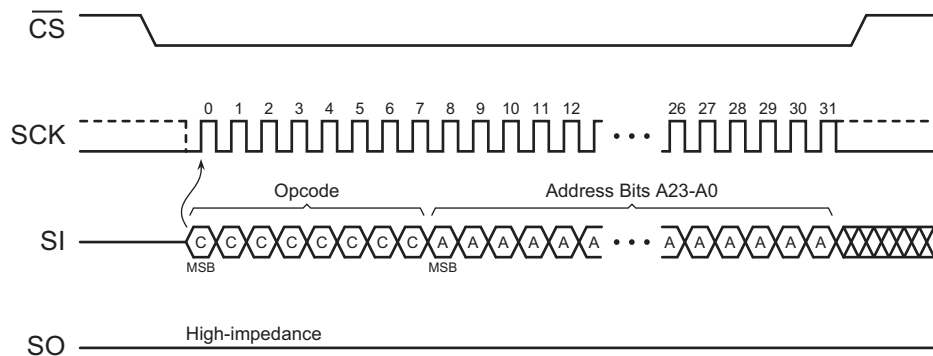 CS
0 1 2 3 4 5 6 7 8 9 10 11 12 26 27 28 29 30 31
SCK
Opcode Address Bits A23-A0
SI C C C C C C C C A A A A A A A A A A A A
MSB MSB
High-impedance
SO